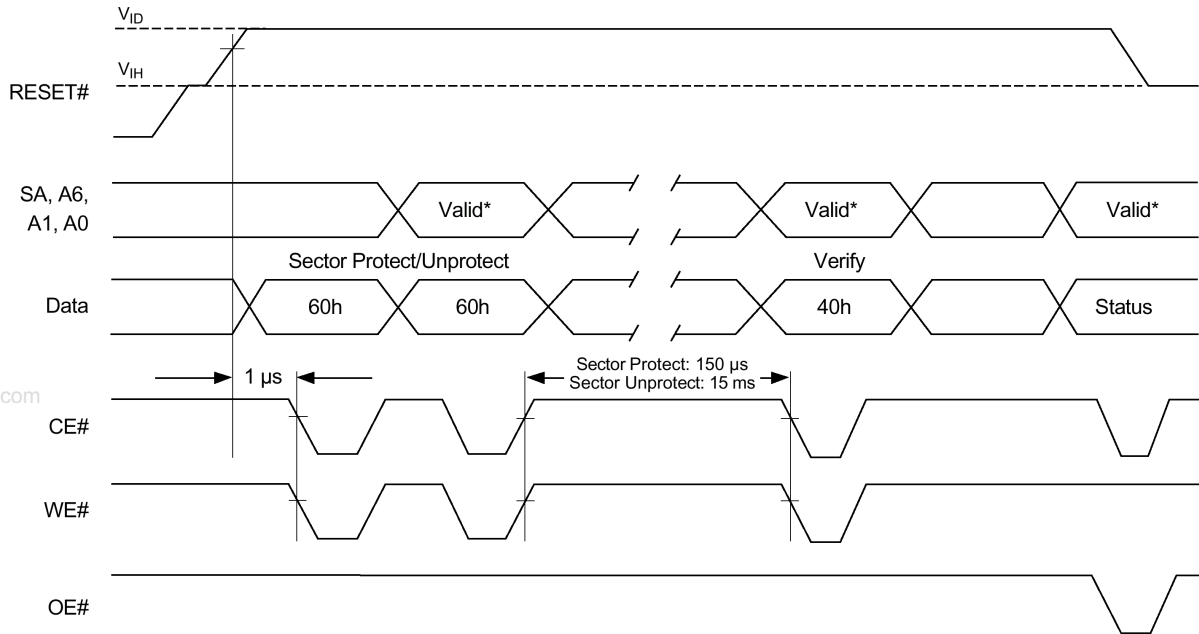 VID
VIH
RESET#
SA, A6,
A1, A0
Valid*
Valid*
Valid*
Sector Protect/Unprotect
Verify
Data
60h
60h
40h
Status
1 µs
Sector Protect: 150 µs
Sector Unprotect: 15 ms
com
CE#
WE#
OE#